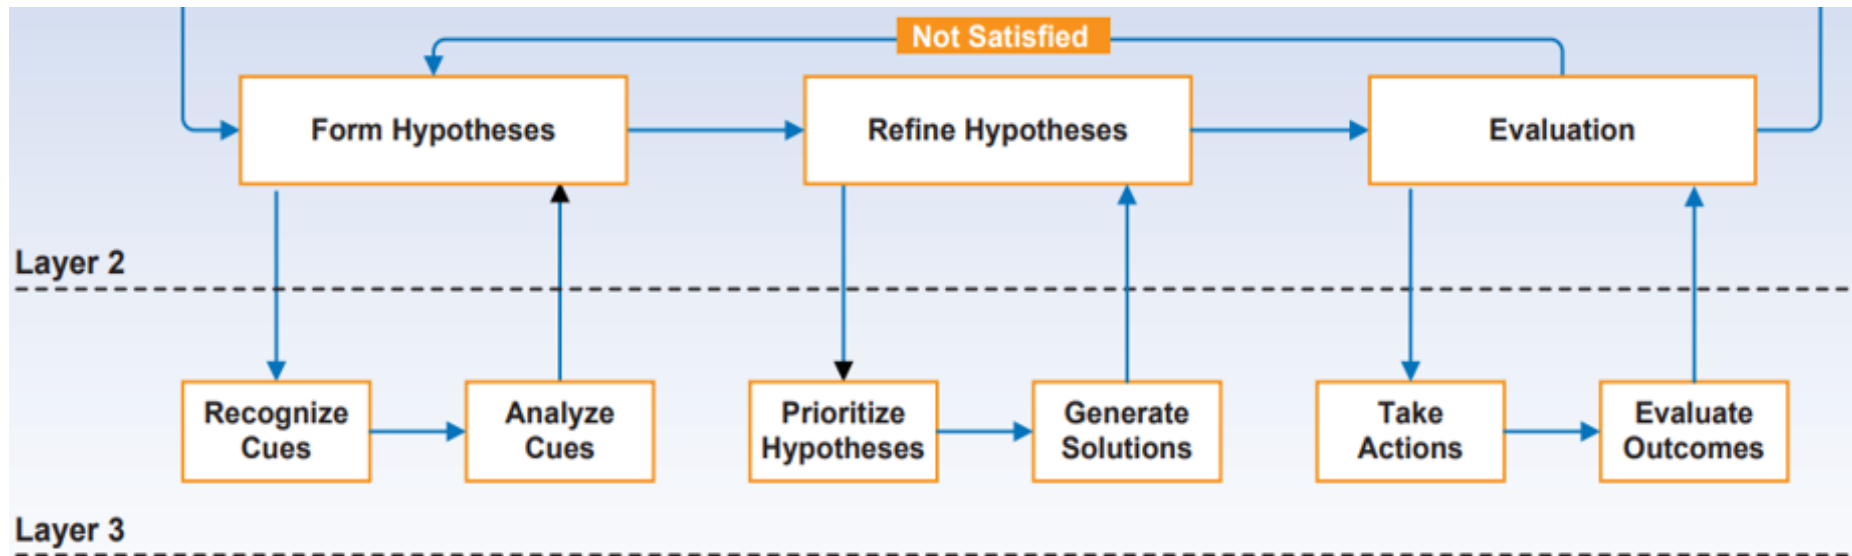 Not Satisfied
Form Hypotheses
Refine Hypotheses
Evaluation
Layer 2
Recognize
Cues
Analyze
Cues
Prioritize
Hypotheses
Generate
Solutions
Take
Actions
Evaluate
Outcomes
Layer 3